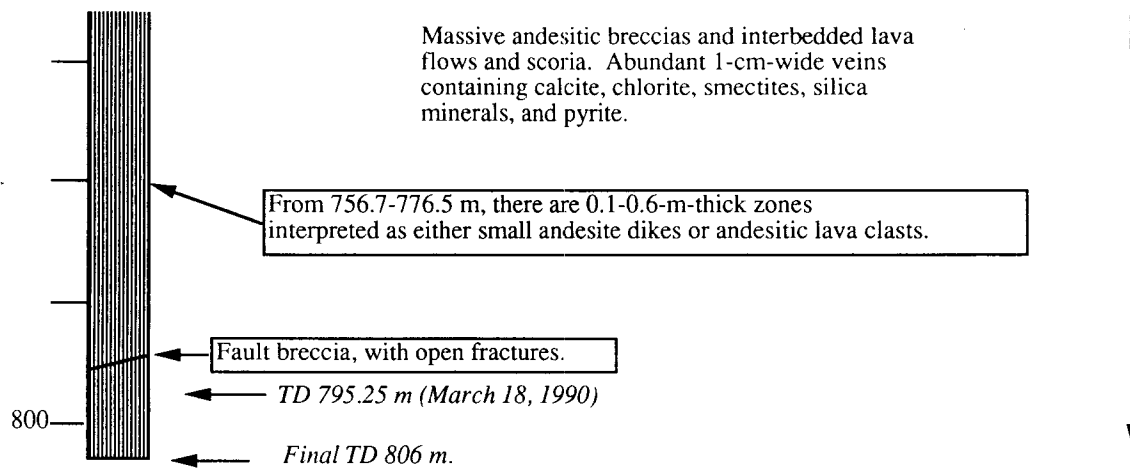 Massive andesitic breccias and interbedded lava
flows and scoria. Abundant 1-cm-wide veins
containing calcite, chlorite, smectites, silica
minerals, and pyrite.
From 756.7-776.5 m, there are 0.1-0.6-m-thick zones
interpreted as either small andesite dikes or andesitic lava clasts.
Fault breccia, with open fractures.
TD 795.25 m (March 18, 1990)
800
Final TD 806 m.